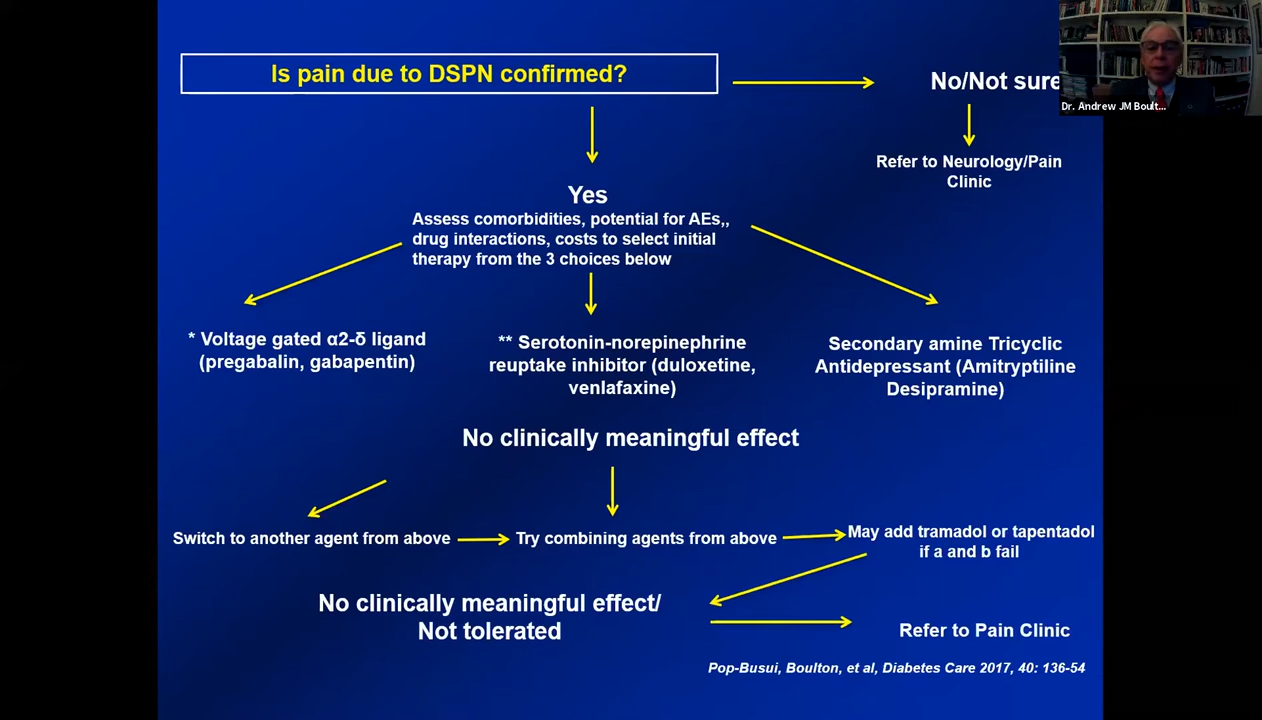 Is pain due to DSPN confirmed?
No/Not sure
Dr. Andrew JM Boult...
Refer to Neurology/Pain
Clinic
Yes
Assess comorbidities, potential for AEs,,
drug interactions, costs to select initial
therapy from the 3 choices below
* Voltage gated α2-δ ligand
(pregabalin, gabapentin)
** Serotonin-norepinephrine
reuptake inhibitor (duloxetine,
venlafaxine)
Secondary amine Tricyclic
Antidepressant (Amitryptiline
Desipramine)
No clinically meaningful effect
Switch to another agent from above
Try combining agents from above
May add tramadol or tapentadol
if a and b fail
No clinically meaningful effect/
Not tolerated
Refer to Pain Clinic
Pop-Busui, Boulton, et al, Diabetes Care 2017, 40: 136-54